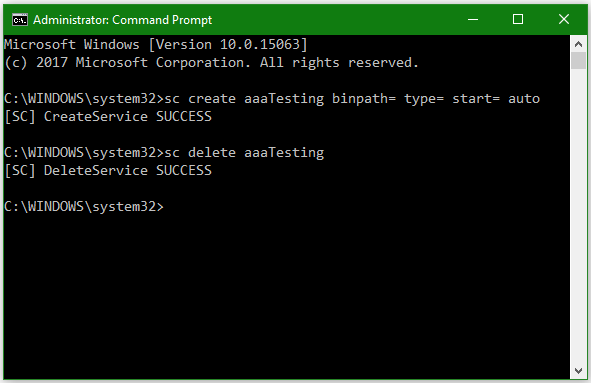 Administrator: Command Prompt
Microsoft Windows [Version 10.0.15063]
(c) 2017 Microsoft Corporation. All rights reserved.
C:\WINDOWS\system32>sc create aaaTesting binpath= type= start= auto
[SC] CreateService SUCCESS
C:\WINDOWS\system32>sc delete aaaTesting
[SC] DeleteService SUCCESS
C:\WINDOWS\system32>